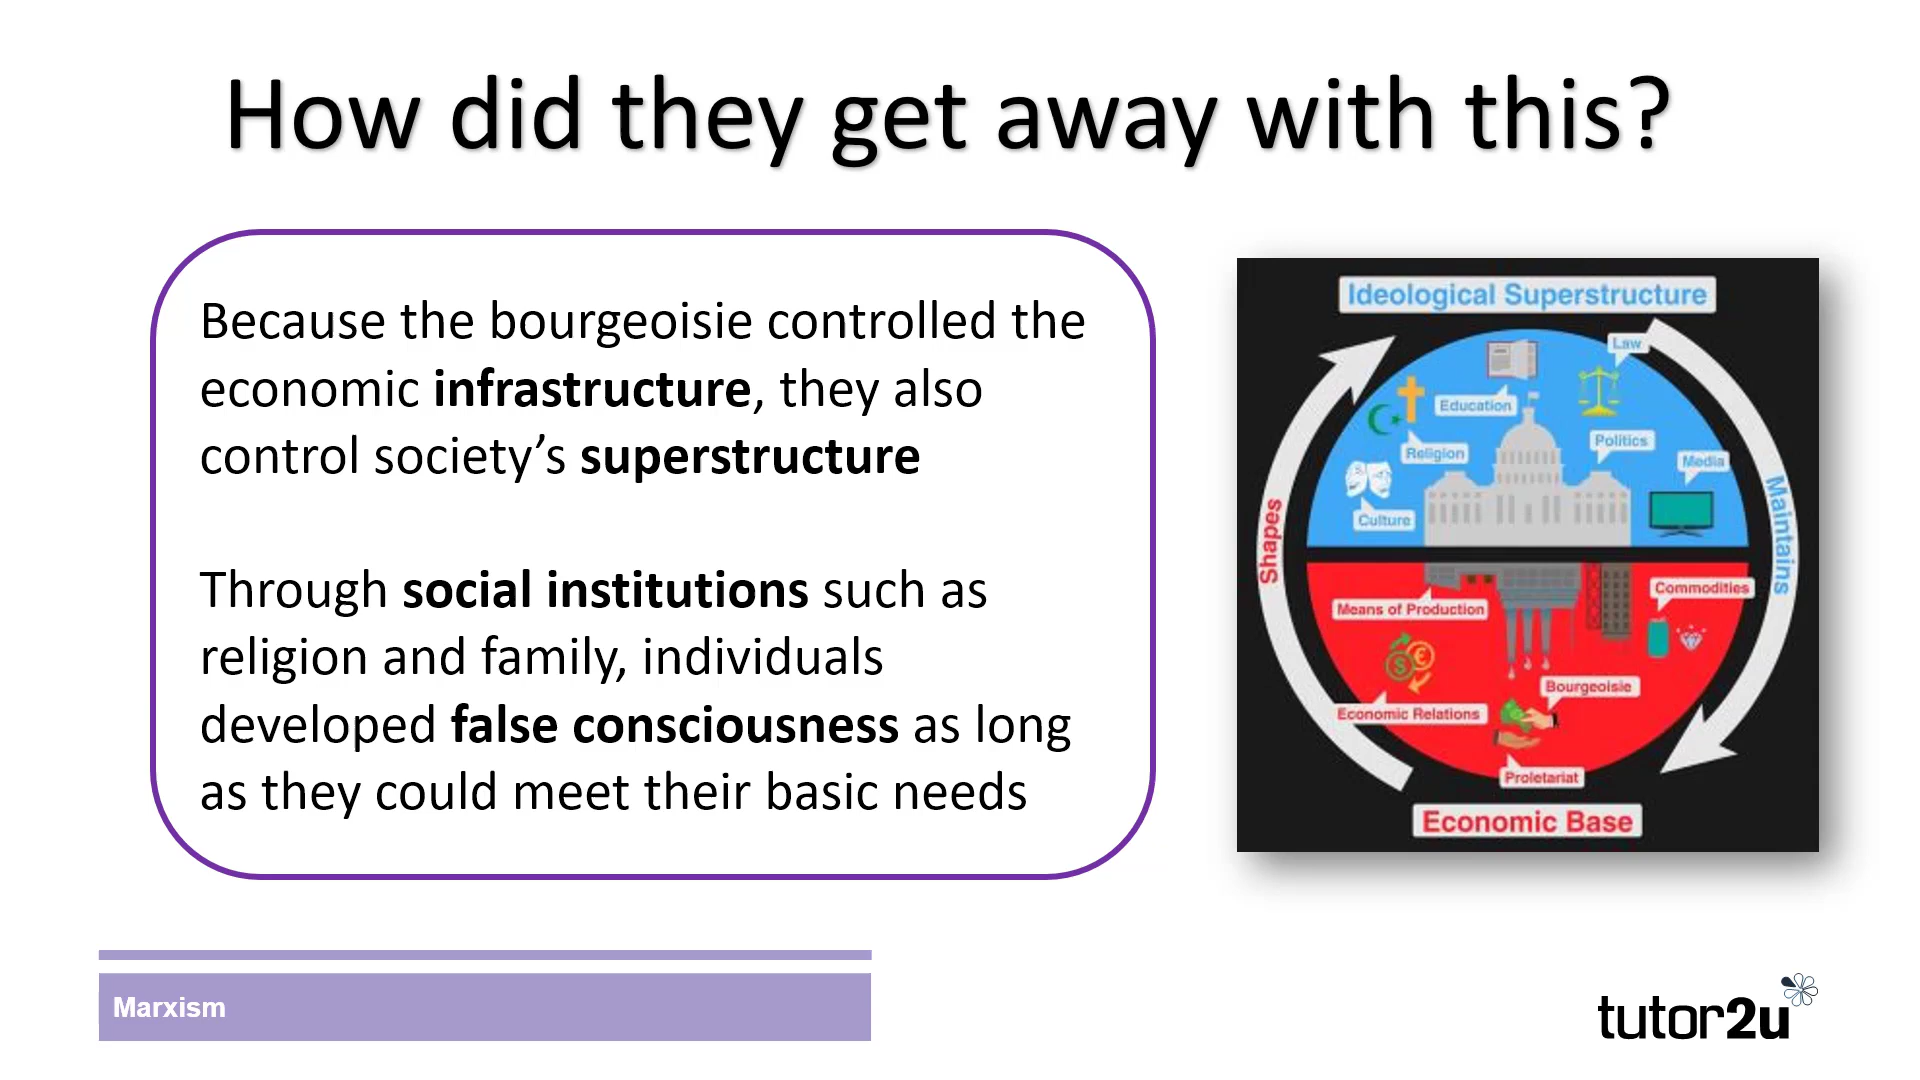 How did they get away with this?
Because the bourgeoisie controlled the
economic infrastructure, they also
control society’s superstructure
Through social institutions such as
religion and family, individuals
developed false consciousness as long
as they could meet their basic needs
Ideological Superstructure
Law
Education
Politics
Religion
Media
Culture
Shapes
Maintains
Commodities
Means of Production
$
€
Bourgeoisie
Economic Relations
Proletariat
Economic Base
Marxism
tutor2u